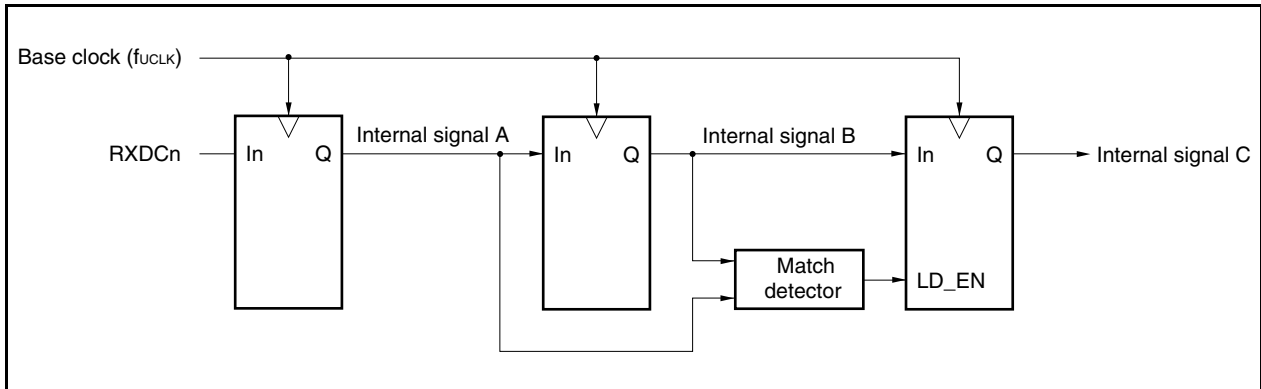 Base clock (fUCLK)
Internal signal A
Internal signal B
RXDCn
In
Q
In
Q
In
Q
Internal signal C
Match
detector
LD_EN